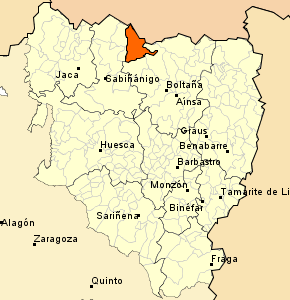 Jaca
Sabiñánigo
Boltaña
Aínsa
Graus
Huesca
Benabarre
Barbastro
Monzón
Tamarite de Li
Binéfar
Sariñena
Alagón
Zaragoza
Fraga
Quinto